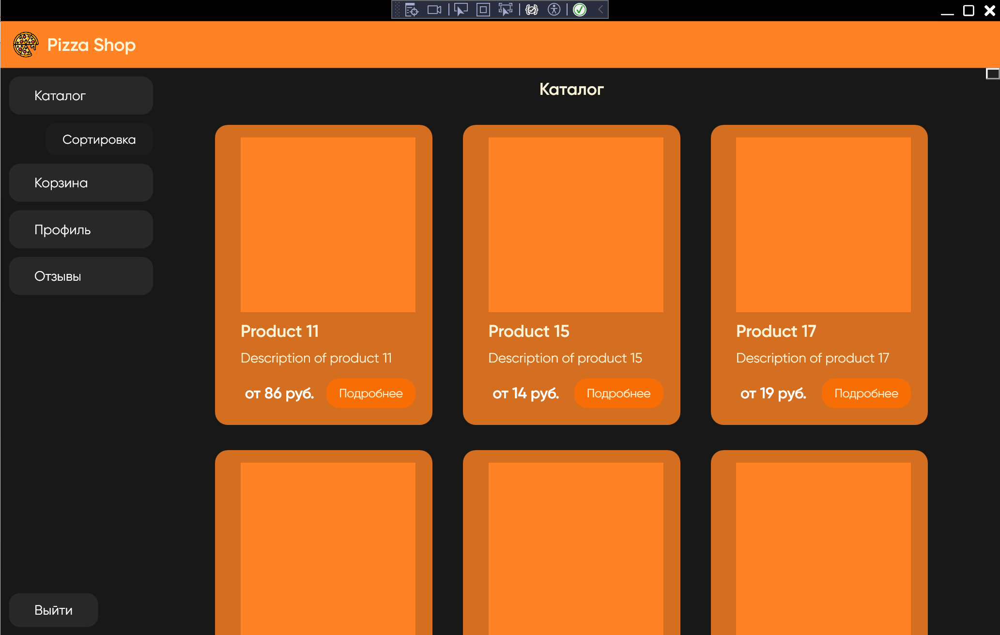 Pizza Shop
Каталог
Сортировка
Корзина
Профиль
Отзывы
Выйти
Каталог
Product 11
Description of product 11
от 86 руб.
Подробнее
Product 15
Description of product 15
от 14 руб.
Подробнее
Product 17
Description of product 17
от 19 руб.
Подробнее